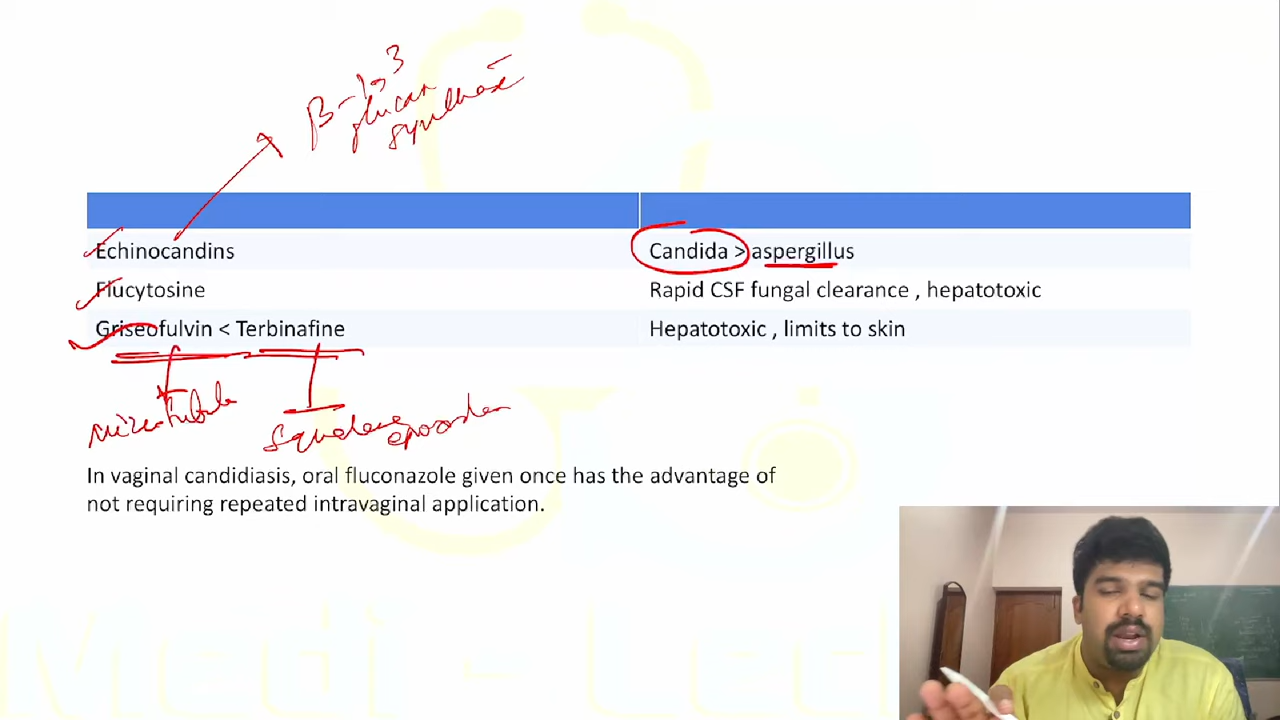 β-1,3
glucan
synthase
Echinocandins
Candida > aspergillus
Flucytosine
Rapid CSF fungal clearance , hepatotoxic
Griseofulvin < Terbinafine
Hepatotoxic , limits to skin
microtubule
Squalene
In vaginal candidiasis, oral fluconazole given once has the advantage of
not requiring repeated intravaginal application.